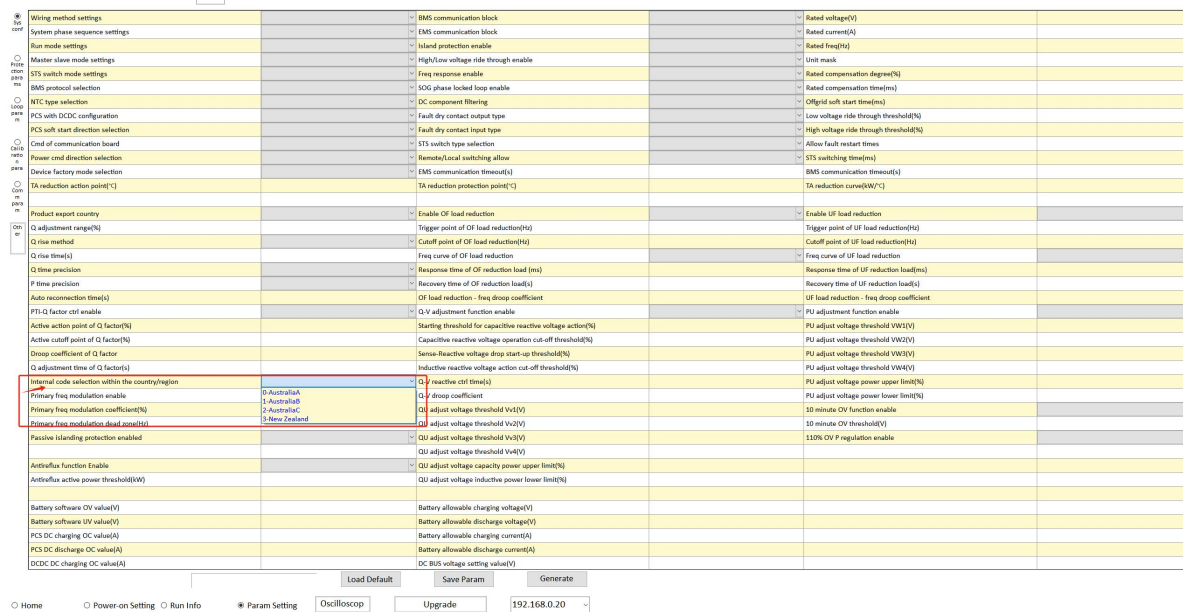 Sys
conf
Prote
ction
para
ms
Loop
para
m
Calib
ratio
n
para
Com
m
para
m
Oth
er
Wiring method settings BMS communication block Rated voltage(V)
System phase sequence settings EMS communication block Rated current(A)
Run mode settings Island protection enable Rated freq(Hz)
Master slave mode settings High/Low voltage ride through enable Unit mask
STS switch mode settings Freq response enable Rated compensation degree(%)
BMS protocol selection SOG phase locked loop enable Rated compensation time(ms)
NTC type selection DC component filtering Offgrid soft start time(ms)
PCS with DCDC configuration Fault dry contact output type Low voltage ride through threshold(%)
PCS soft start direction selection Fault dry contact input type High voltage ride through threshold(%)
Cmd of communication board STS switch type selection Allow fault restart times
Power cmd direction selection Remote/Local switching allow STS switching time(ms)
Device factory mode selection EMS communication timeout(s) BMS communication timeout(s)
TA reduction action point(°C) TA reduction protection point(°C) TA reduction curve(kW/°C)
Product export country Enable OF load reduction Enable UF load reduction
Q adjustment range(%) Trigger point of OF load reduction(Hz) Trigger point of UF load reduction(Hz)
Q rise method Cutoff point of OF load reduction(Hz) Cutoff point of UF load reduction(Hz)
Q rise time(s) Freq curve of OF load reduction Freq curve of UF load reduction
Q time precision Response time of OF reduction load (ms) Response time of UF reduction load(ms)
P time precision Recovery time of OF reduction load(s) Recovery time of UF reduction load(s)
Auto reconnection time(s) OF load reduction - freq droop coefficient UF load reduction - freq droop coefficient
PTI-Q factor ctrl enable Q-V adjustment function enable PU adjustment function enable
Active action point of Q factor(%) Starting threshold for capacitive reactive voltage action(%) PU adjust voltage threshold VW1(V)
Active cutoff point of Q factor(%) Capacitive reactive voltage operation cut-off threshold(%) PU adjust voltage threshold VW2(V)
Droop coefficient of Q factor Sense-Reactive voltage drop start-up threshold(%) PU adjust voltage threshold VW3(V)
Q adjustment time of Q factor(s) Inductive reactive voltage action cut-off threshold(%) PU adjust voltage threshold VW4(V)
Internal code selection within the country/region Q-V reactive ctrl time(s) PU adjust voltage power upper limit(%)
0-AustraliaA
1-AustraliaB
2-AustraliaC
3-New Zealand
Primary freq modulation enable Q-V droop coefficient PU adjust voltage power lower limit(%)
Primary freq modulation coefficient(%) QU adjust voltage threshold Vv1(V) 10 minute OV function enable
Primary freq modulation dead zone(Hz) QU adjust voltage threshold Vv2(V) 10 minute OV threshold(V)
Passive islanding protection enabled QU adjust voltage threshold Vv3(V) 110% OV P regulation enable
QU adjust voltage threshold Vv4(V)
Antireflux function Enable QU adjust voltage capacity power upper limit(%)
Antireflux active power threshold(kW) QU adjust voltage inductive power lower limit(%)
Battery software OV value(V) Battery allowable charging voltage(V)
Battery software UV value(V) Battery allowable discharge voltage(V)
PCS DC charging OC value(A) Battery allowable charging current(A)
PCS DC discharge OC value(A) Battery allowable discharge current(A)
DCDC DC charging OC value(A) DC BUS voltage setting value(V)
Load Default Save Param Generate
Home Power-on Setting Run Info Param Setting Oscilloscop Upgrade 192.168.0.20